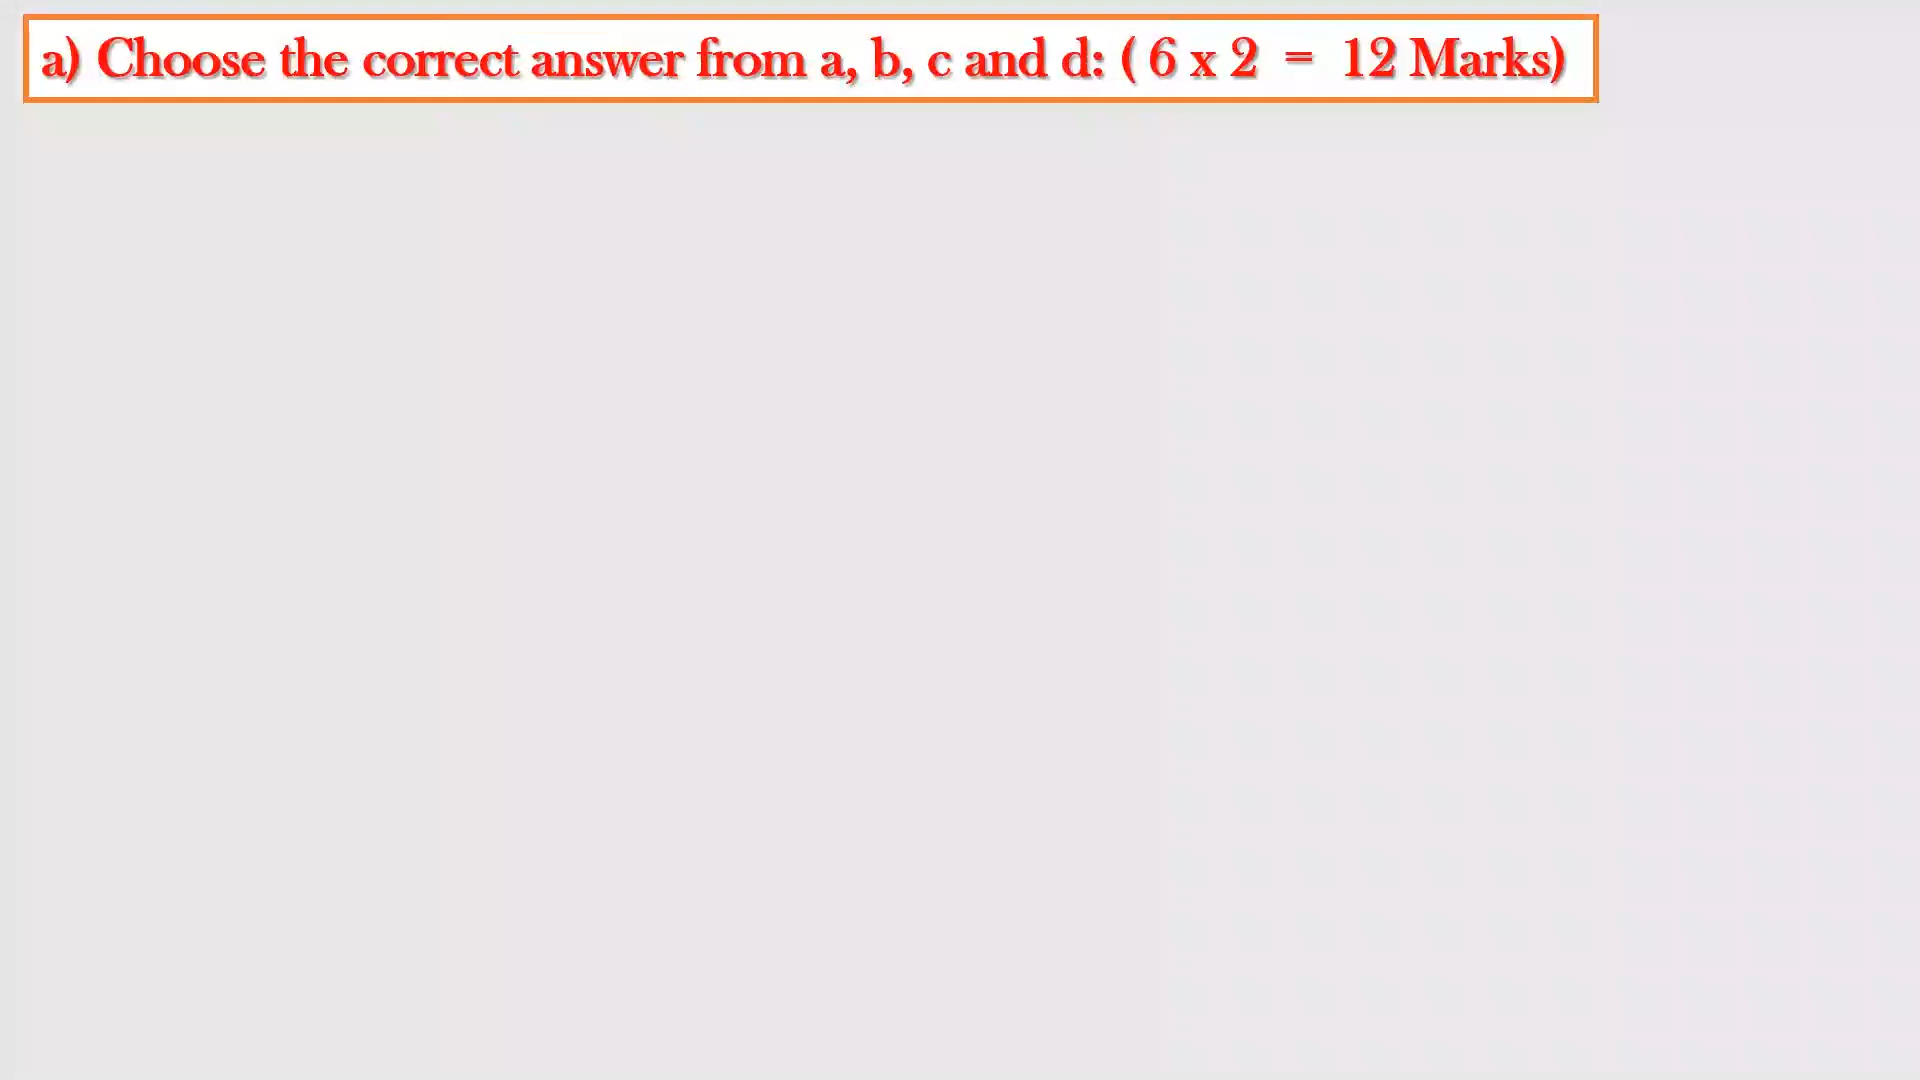 a) Choose the correct answer from a, b, c and d: ( 6 x 2 = 12 Marks)